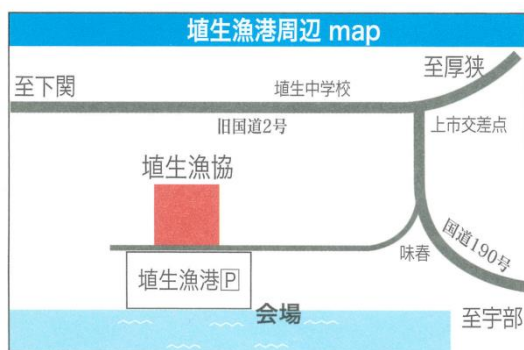 埴生漁港周辺 map
至厚狭
至下関
埴生中学校
旧国道2号
上市交差点
埴生漁協
国道190号
味春
埴生漁港P
会場
至宇部